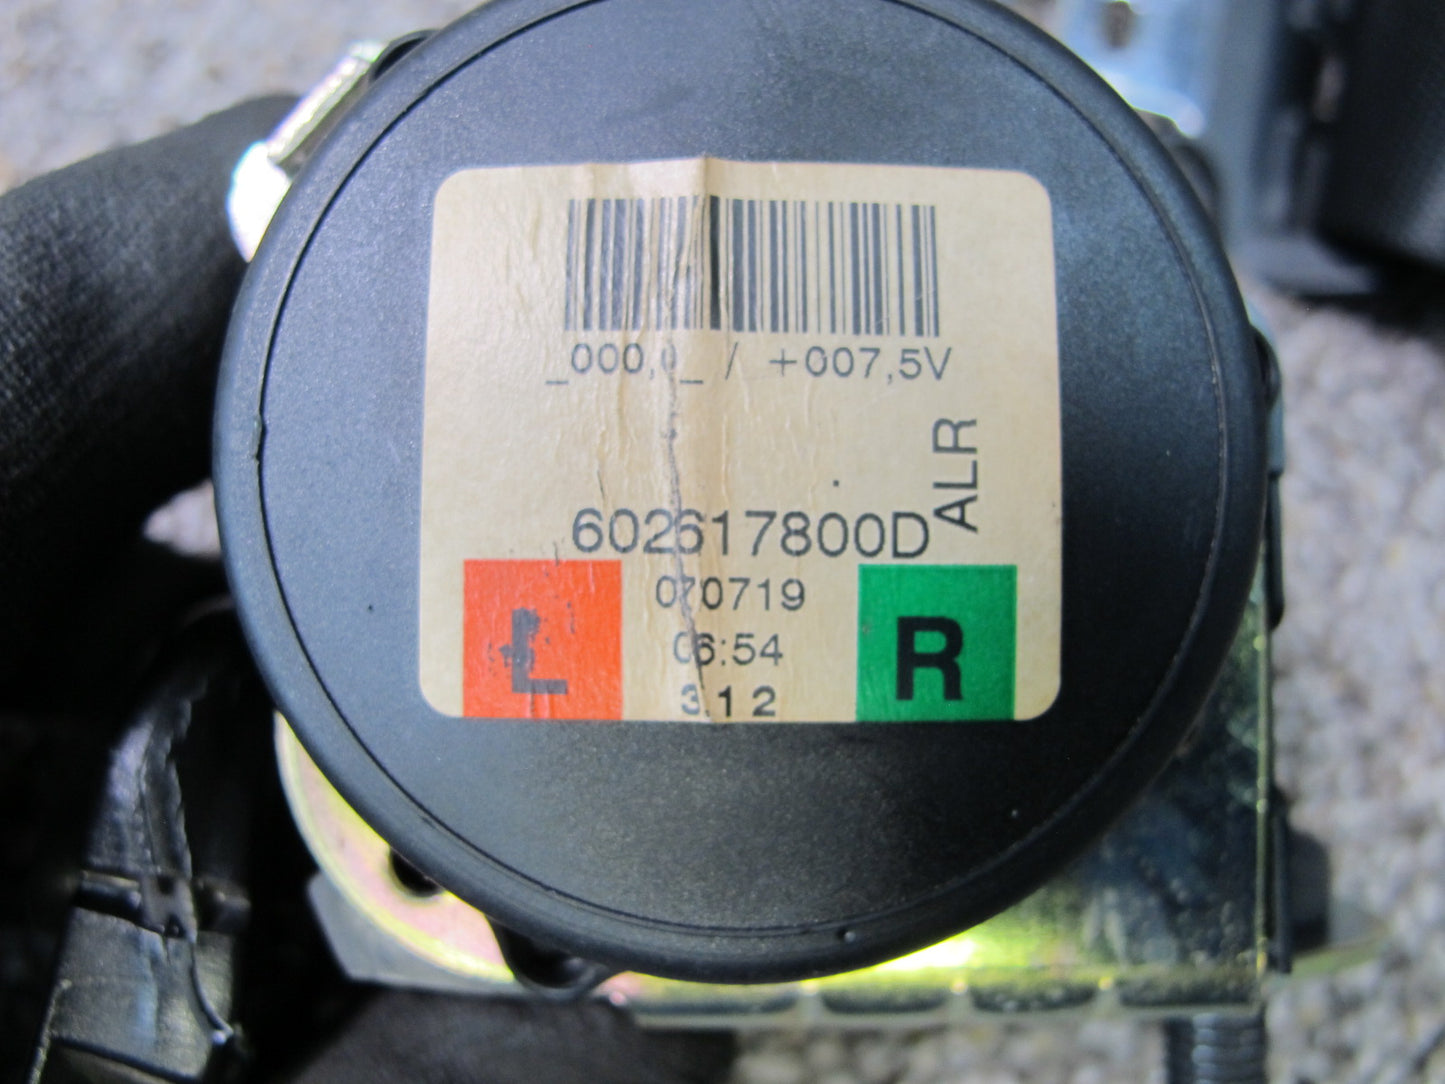 _000,0_ / +007,5V
ALR
602617800D
070719
06:54
3 1 2
L
R